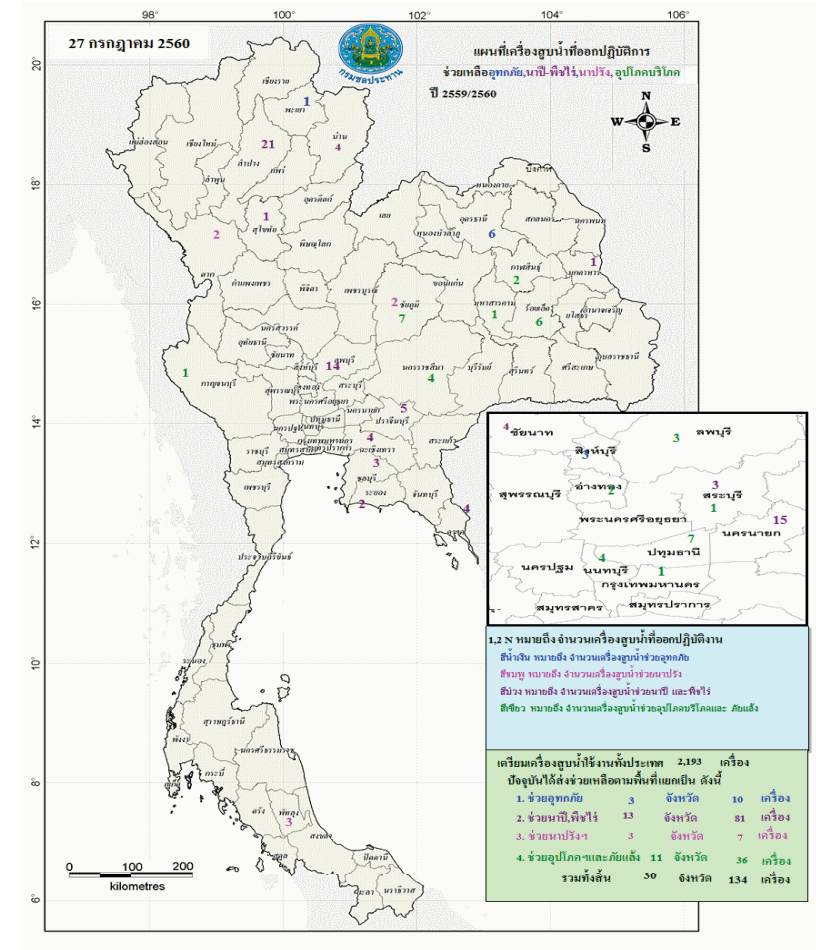 98° 100° 102° 104° 106°
27 กรกฎาคม 2560
กรมชลประทาน
แผนที่เครื่องสูบน้ำที่ออกปฏิบัติการ
ช่วยเหลืออุทกภัย,นาปี-พืชไร่,นาปรัง,อุปโภคบริโภค
ปี 2559/2560
N
W E
S
20°
เชียงราย
1
พะเยา
แม่ฮ่องสอน
เชียงใหม่
21
น่าน
4
ลำปาง
แพร่
18°
ลำพูน
อุตรดิตถ์
บึงกาฬ
หนองคาย
เลย
อุดรธานี
สกลนคร
นครพนม
1
สุโขทัย
2
หนองบัวลำภู
6
พิษณุโลก
ตาก
กำแพงเพชร
พิจิตร
เพชรบูรณ์
ขอนแก่น
กาฬสินธุ์
2
1
มุกดาหาร
16°
2 ชัยภูมิ
7
มหาสารคาม
1
ร้อยเอ็ด
6
ยโสธร
อำนาจเจริญ
นครสวรรค์
อุทัยธานี
ชัยนาท
1
กาญจนบุรี
สิงห์บุรี
14
ลพบุรี
นครราชสีมา
4
บุรีรัมย์
สุรินทร์
ศรีสะเกษ
อุบลราชธานี
สุพรรณบุรี
สระบุรี
พระนครศรีอยุธยา
นครนายก
5
ปราจีนบุรี
14°
ปทุมธานี
4
สระแก้ว
ราชบุรี
ฉะเชิงเทรา
3
สมุทรสงคราม
ชลบุรี
เพชรบุรี
ระยอง
2
จันทบุรี
4
ตราด
12°
ประจวบคีรีขันธ์
10°
ชุมพร
ระนอง
สุราษฎร์ธานี
พังงา
นครศรีธรรมราช
8°
กระบี่
ภูเก็ต
ตรัง
พัทลุง
3
สงขลา
สตูล
ปัตตานี
ยะลา
นราธิวาส
6°
0 100 200
kilometres
4 ชัยนาท
3 ลพบุรี
3
สิงห์บุรี
สุพรรณบุรี
อ่างทอง
2
3
สระบุรี
1
พระนครศรีอยุธยา
15
นครนายก
7
ปทุมธานี
4
นครปฐม
นนทบุรี
1
กรุงเทพมหานคร
สมุทรสาคร
สมุทรปราการ
1,2 N หมายถึง จำนวนเครื่องสูบน้ำที่ออกปฏิบัติงาน
สีน้ำเงิน หมายถึง จำนวนเครื่องสูบน้ำช่วยอุทกภัย
สีชมพู หมายถึง จำนวนเครื่องสูบน้ำช่วยนาปรัง
สีม่วง หมายถึง จำนวนเครื่องสูบน้ำช่วยนาปี และพืชไร่
สีเขียว หมายถึง จำนวนเครื่องสูบน้ำช่วยอุปโภคบริโภคและ ภัยแล้ง
เตรียมเครื่องสูบน้ำใช้งานทั้งประเทศ 2,193 เครื่อง
ปัจจุบันได้ส่งช่วยเหลือตามพื้นที่แยกเป็น ดังนี้
1. ช่วยอุทกภัย 3 จังหวัด 10 เครื่อง
2. ช่วยนาปี,พืชไร่ 13 จังหวัด 81 เครื่อง
3. ช่วยนาปรังฯ 3 จังหวัด 7 เครื่อง
4. ช่วยอุปโภคฯและภัยแล้ง 11 จังหวัด 36 เครื่อง
รวมทั้งสิ้น 30 จังหวัด 134 เครื่อง